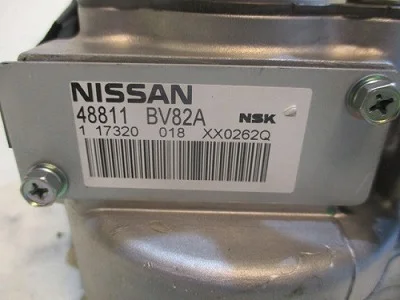 NISSAN
48811 BV82A NSK
1 17320 018 XX0262Q